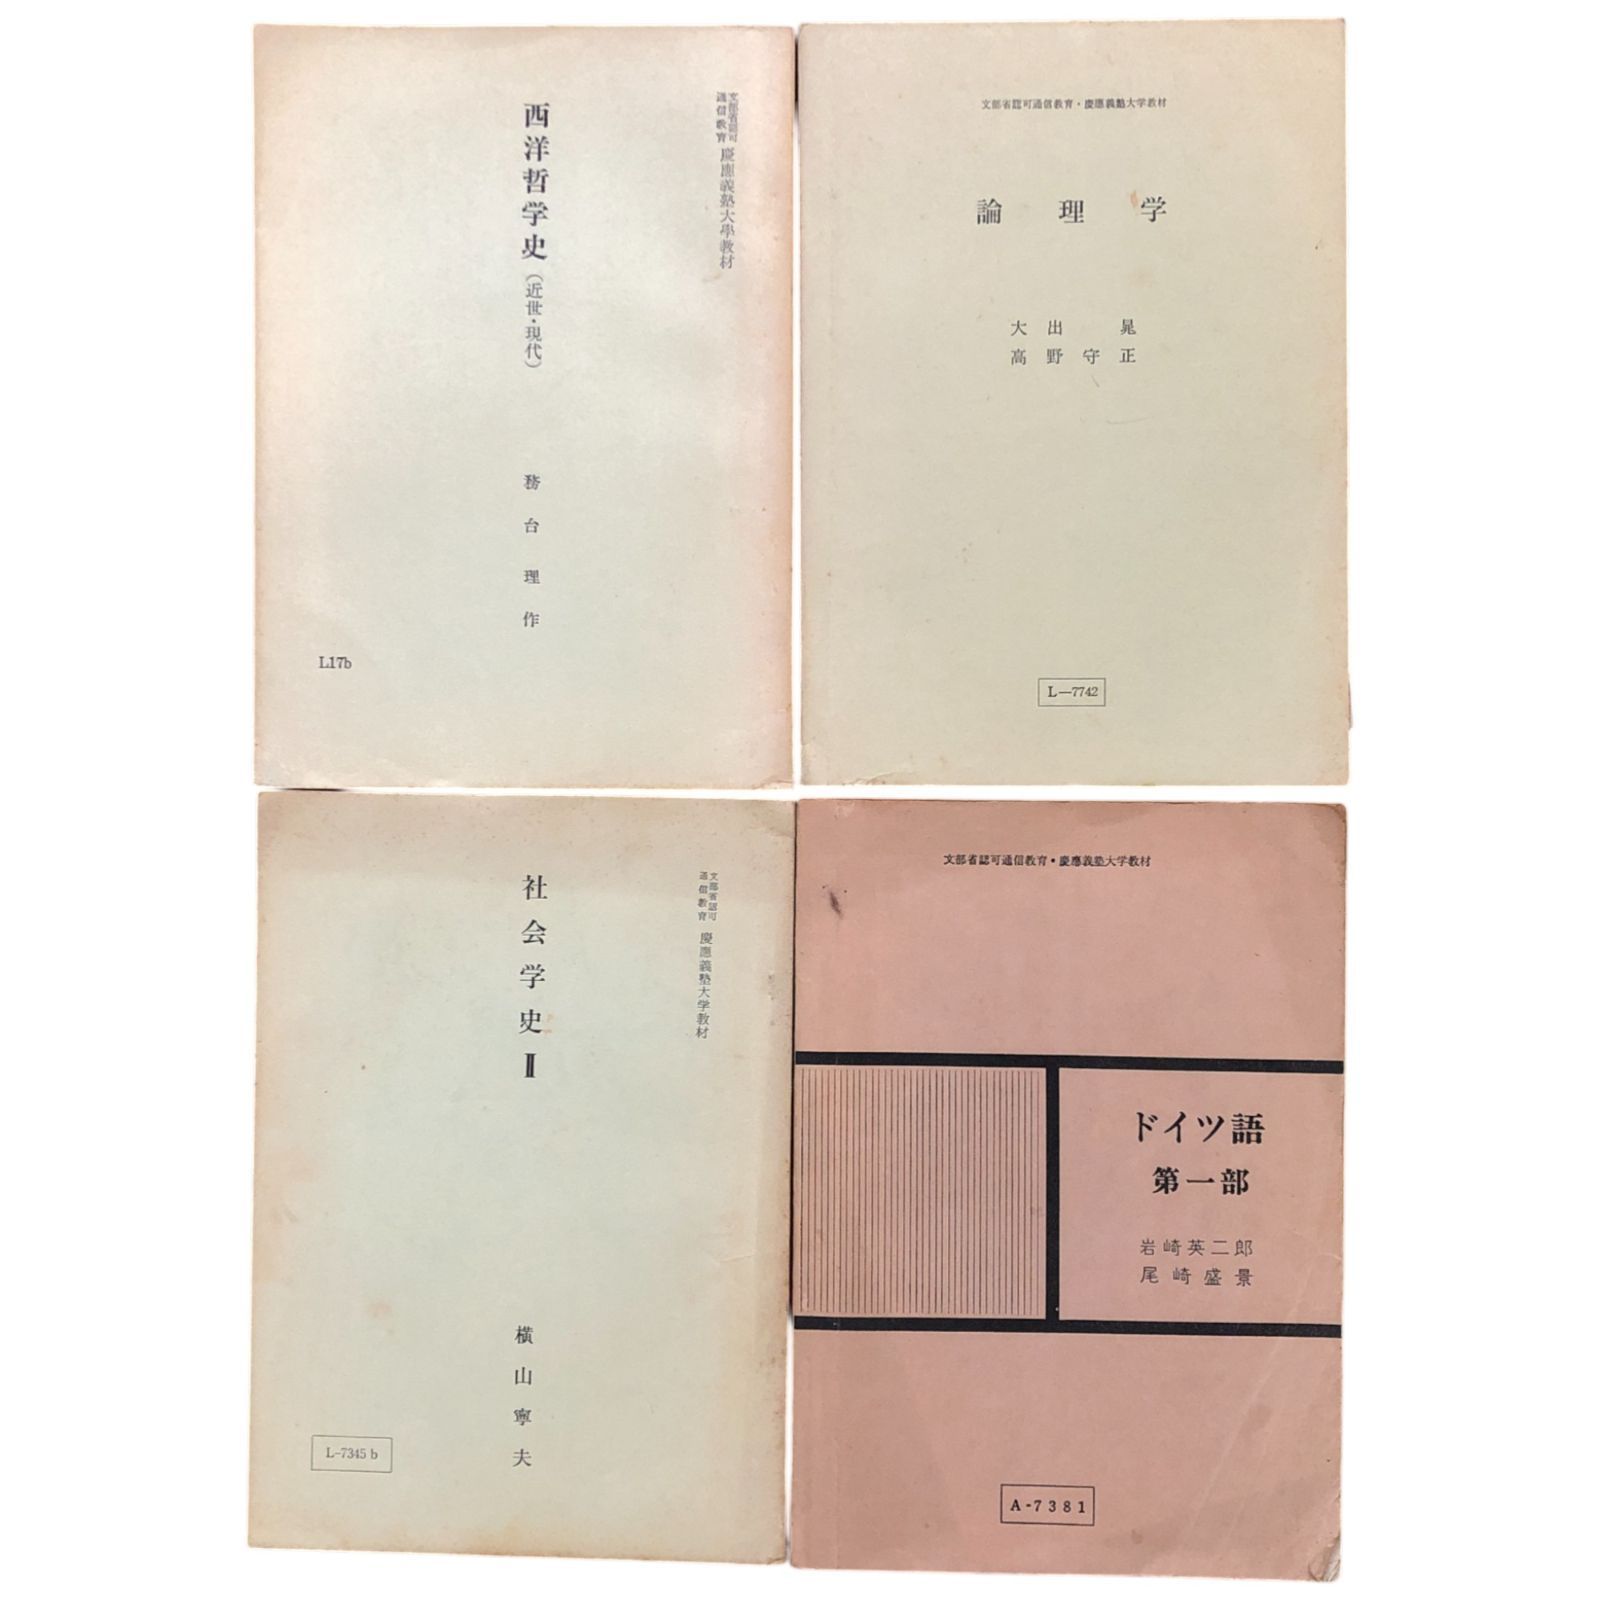 文部省認可
通信教育
慶應義塾大學教材
西洋哲学史(近世・現代)
務台理作
L17b
文部省認可通信教育・慶應義塾大学教材
論理学
大出晁
高野守正
L—7742
文部省認可
通信教育
慶應義塾大学教材
社会学史Ⅱ
横山寧夫
L-7345 b
文部省認可通信教育・慶應義塾大学教材
ドイツ語
第一部
岩崎英二郎
尾崎盛景
A-7381